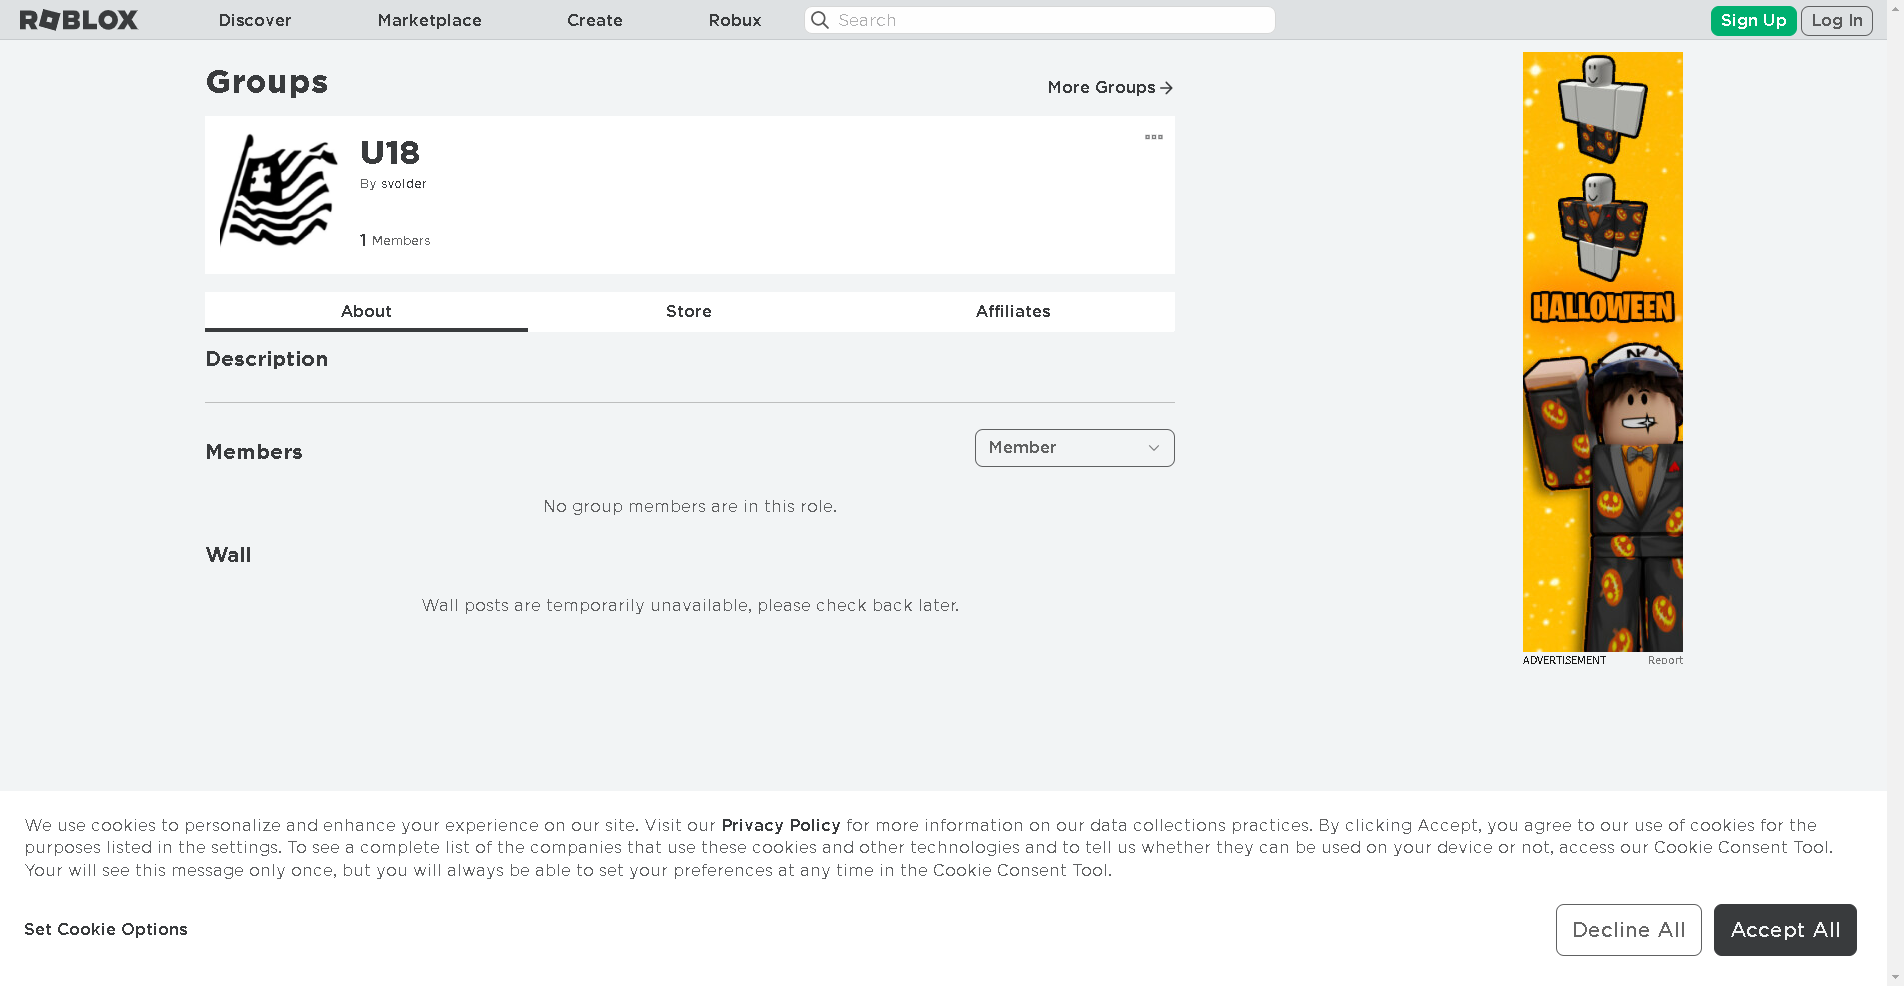 ROBLOX Discover Marketplace Create Robux Search Sign Up Log In
Groups
More Groups
U18
By svolder
1 Members
About Store Affiliates
Description
Members
Member
No group members are in this role.
Wall
Wall posts are temporarily unavailable, please check back later.
HALLOWEEN
ADVERTISEMENT Report
We use cookies to personalize and enhance your experience on our site. Visit our Privacy Policy for more information on our data collections practices. By clicking Accept, you agree to our use of cookies for the
purposes listed in the settings. To see a complete list of the companies that use these cookies and other technologies and to tell us whether they can be used on your device or not, access our Cookie Consent Tool.
Your will see this message only once, but you will always be able to set your preferences at any time in the Cookie Consent Tool.
Set Cookie Options
Decline All
Accept All